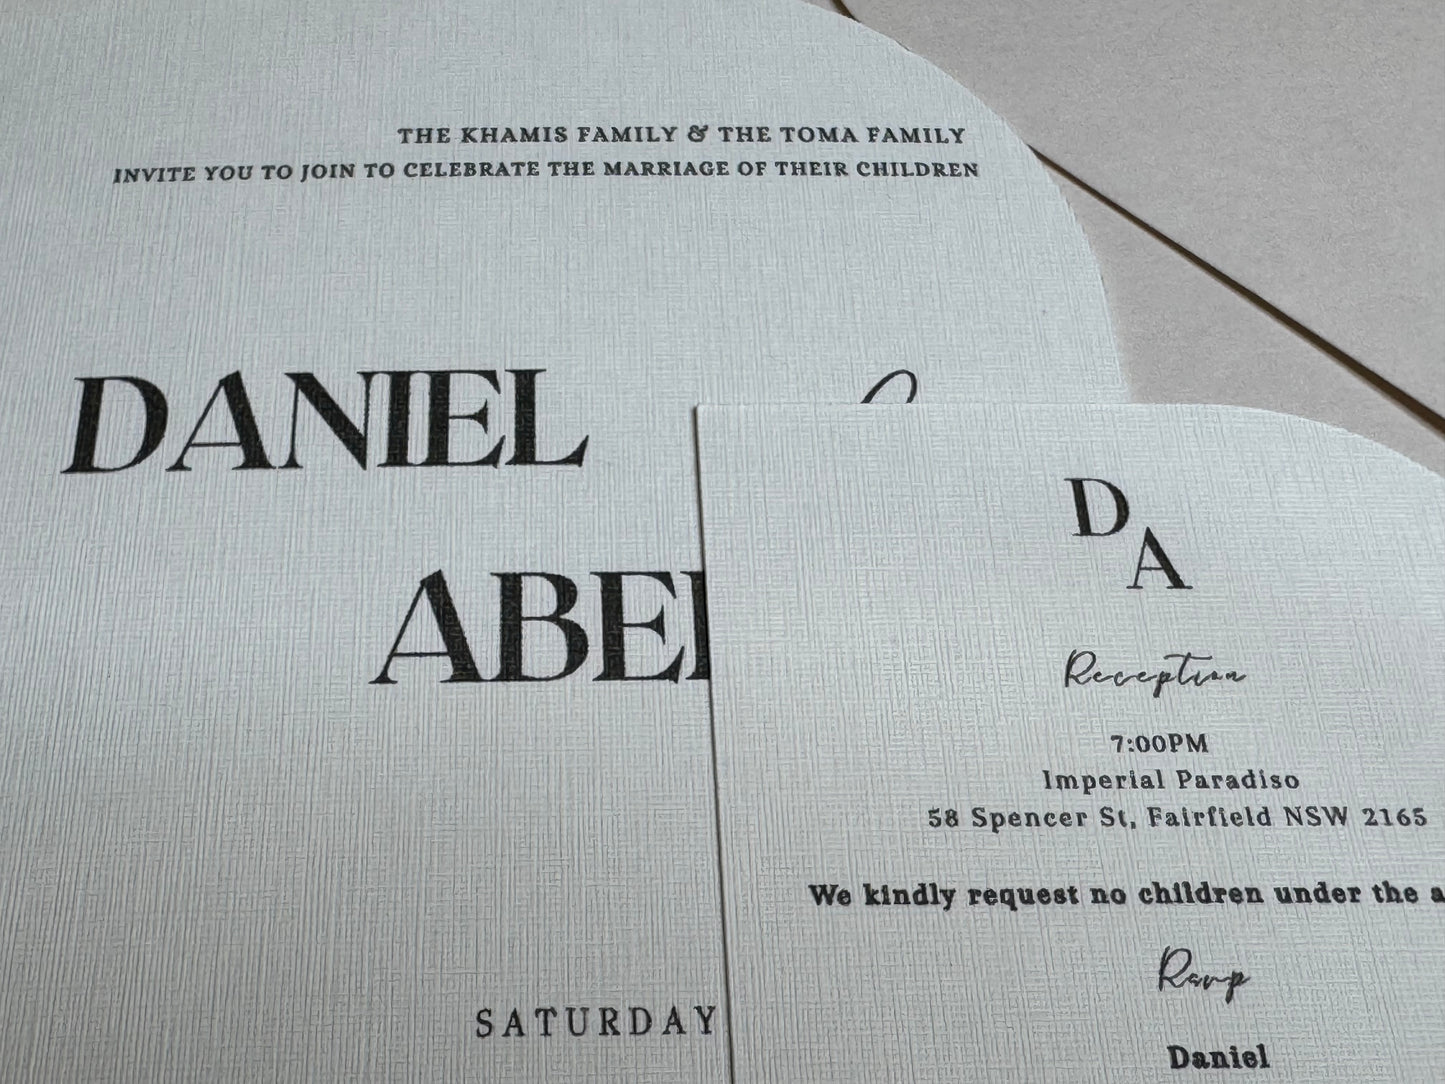 THE KHAMIS FAMILY & THE TOMA FAMILY
INVITE YOU TO JOIN TO CELEBRATE THE MARRIAGE OF THEIR CHILDREN
DANIEL
ABE
SATURDAY
D
A
Reception
7:00PM
Imperial Paradiso
58 Spencer St, Fairfield NSW 2165
We kindly request no children under the a
Rsvp
Daniel